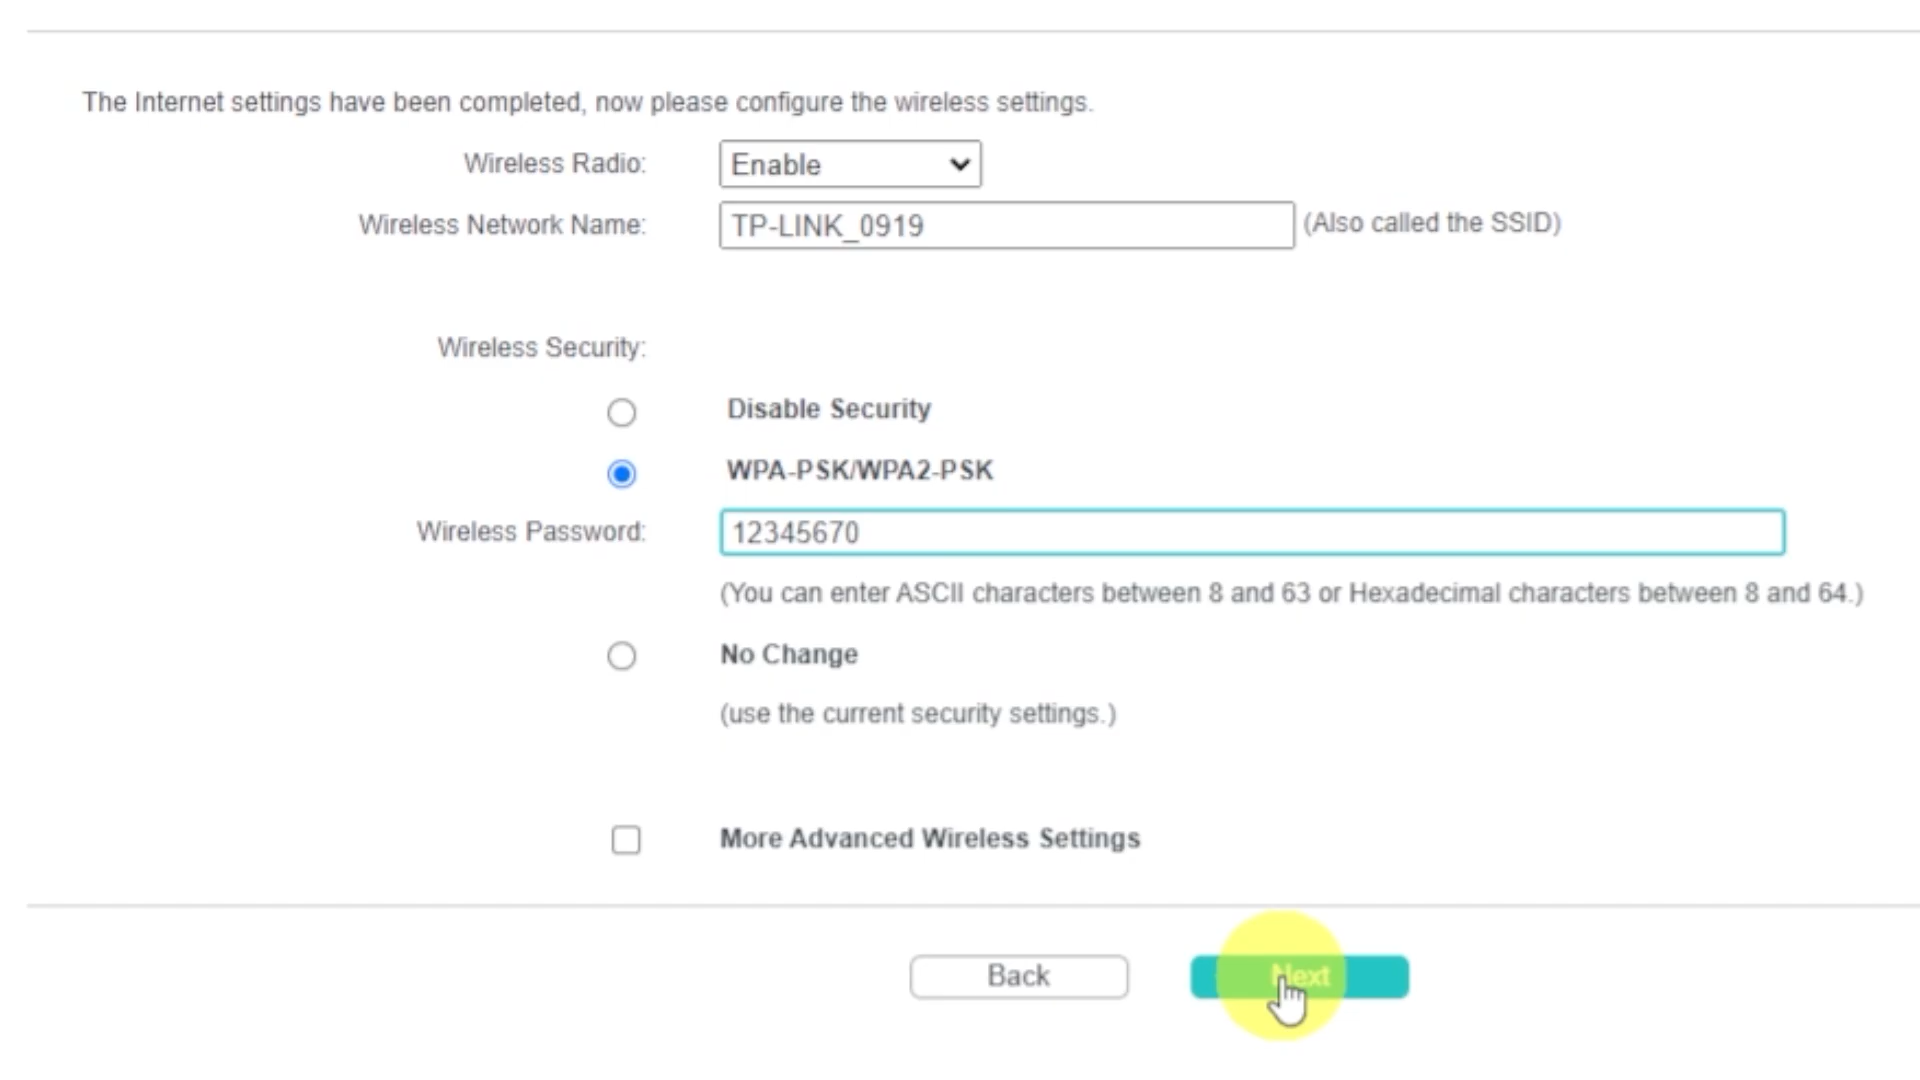 The Internet settings have been completed, now please configure the wireless settings.
Wireless Radio: Enable
Wireless Network Name: TP-LINK_0919 (Also called the SSID)
Wireless Security:
Disable Security
WPA-PSK/WPA2-PSK
Wireless Password: 12345670
(You can enter ASCII characters between 8 and 63 or Hexadecimal characters between 8 and 64.)
No Change
(use the current security settings.)
More Advanced Wireless Settings
Back Next